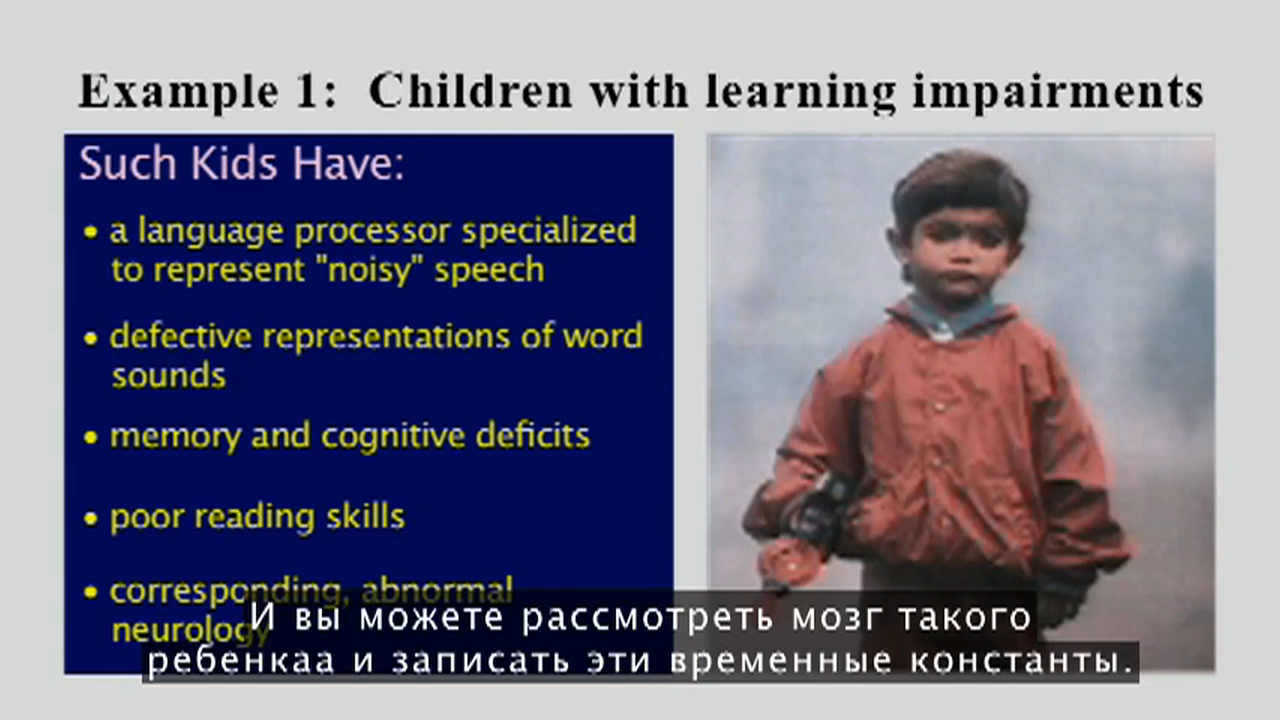 Example 1: Children with learning impairments
Such Kids Have:
• a language processor specialized
to represent "noisy" speech
• defective representations of word
sounds
• memory and cognitive deficits
• poor reading skills
• corresponding, abnormal
neurology
И вы можете рассмотреть мозг такого
ребенкаа и записать эти временные константы.